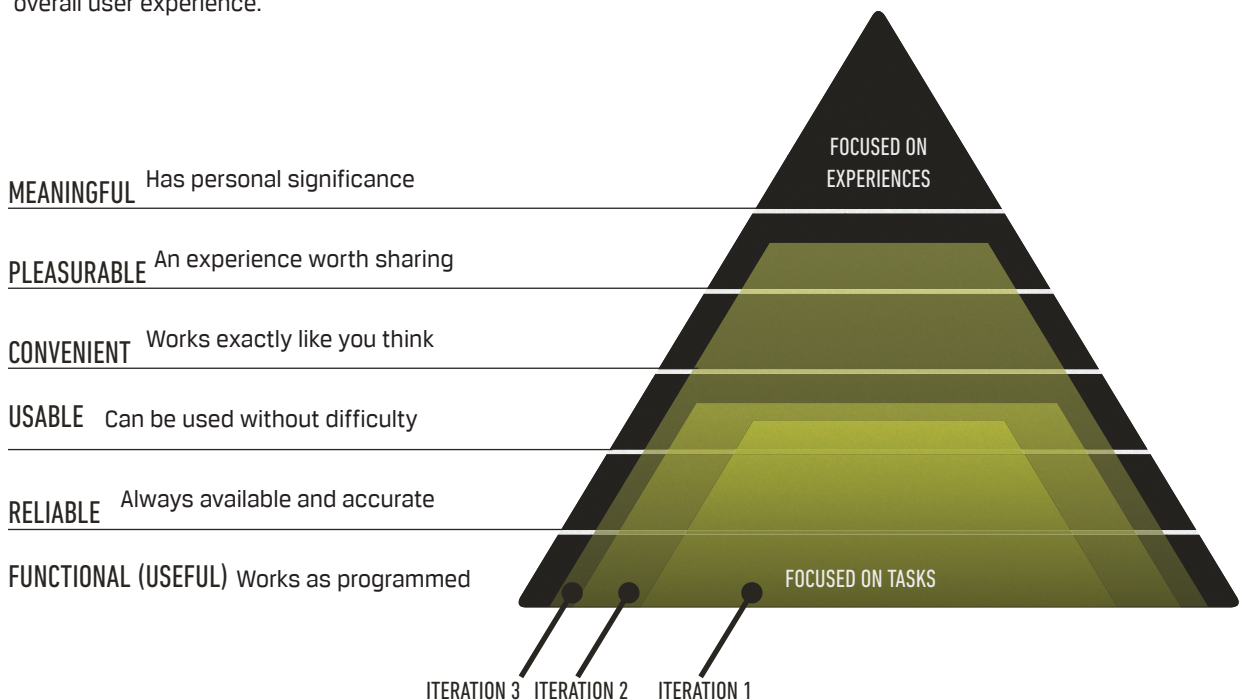 overall user experience.
FOCUSED ON
EXPERIENCES
MEANINGFUL Has personal significance
PLEASURABLE An experience worth sharing
CONVENIENT Works exactly like you think
USABLE Can be used without difficulty
RELIABLE Always available and accurate
FUNCTIONAL (USEFUL) Works as programmed
FOCUSED ON TASKS
ITERATION 3 ITERATION 2 ITERATION 1